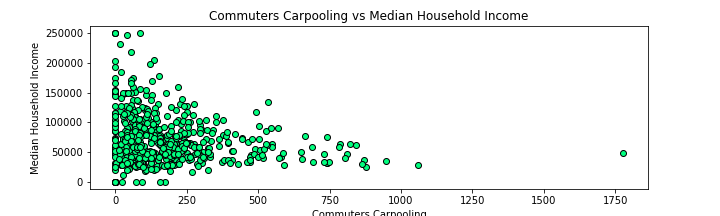 Commuters Carpooling vs Median Household Income
250000
200000
150000
100000
50000
0
Median Household Income
0 250 500 750 1000 1250 1500 1750
Commuters Carpooling